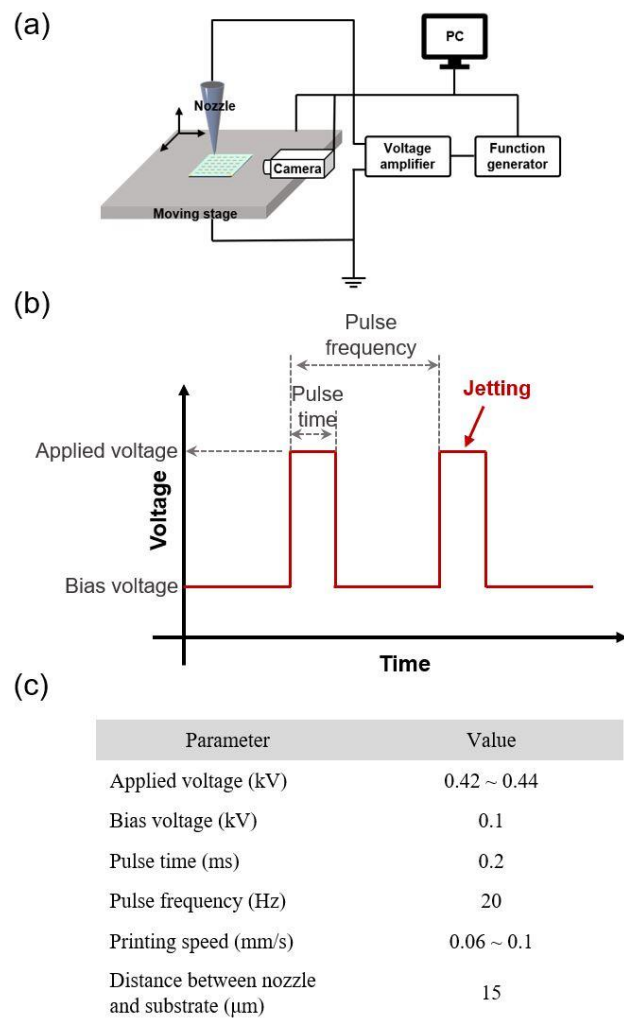 (a)
PC
Nozzle
Camera
Voltage
amplifier
Function
generator
Moving stage
(b)
Pulse
frequency
Jetting
Pulse
time
Applied voltage
Voltage
Bias voltage
Time
(c)
Parameter Value
Applied voltage (kV) 0.42 ~ 0.44
Bias voltage (kV) 0.1
Pulse time (ms) 0.2
Pulse frequency (Hz) 20
Printing speed (mm/s) 0.06 ~ 0.1
Distance between nozzle
and substrate (μm) 15